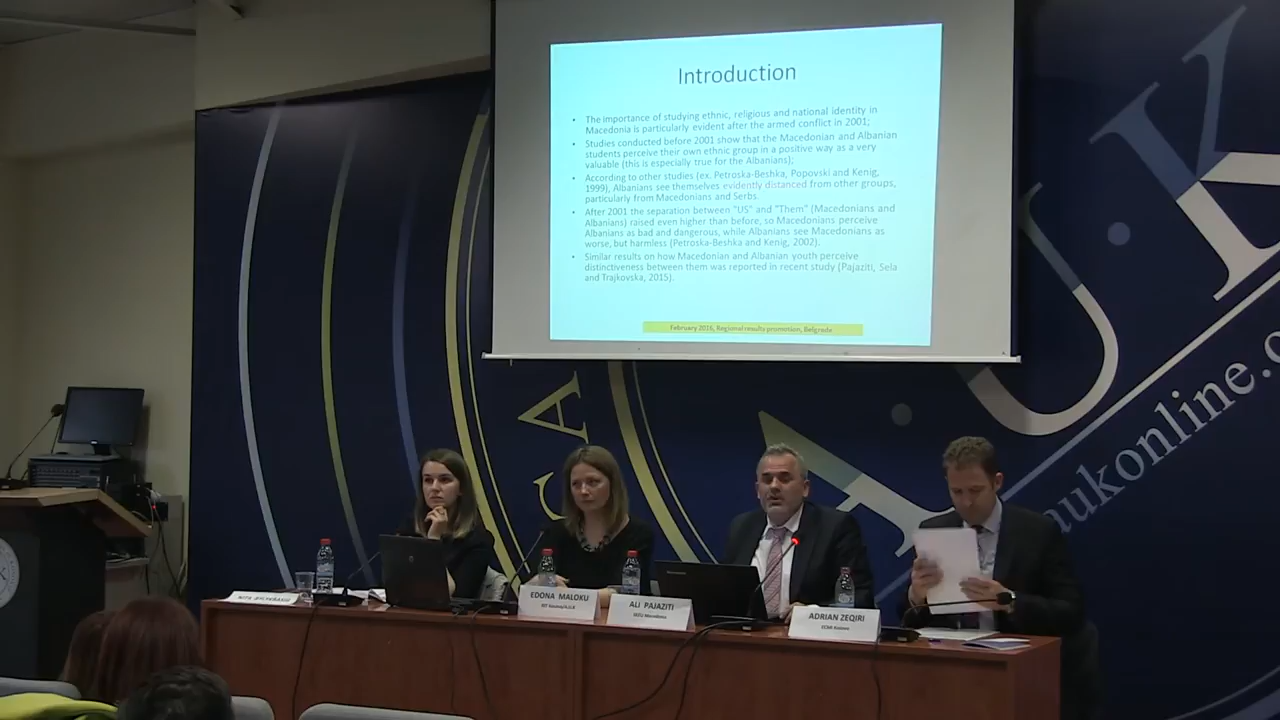 Introduction
• The importance of studying ethnic, religious and national identity in
Macedonia is particularly evident after the armed conflict in 2001;
• Studies conducted before 2001 show that the Macedonian and Albanian
students perceive their own ethnic group in a positive way as a very
valuable (this is especially true for the Albanians);
• According to other studies (ex. Petroska-Beshka, Popovski and Kenig,
1999), Albanians see themselves evidently distanced from other groups,
particularly from Macedonians and Serbs.
• After 2001 the separation between "US" and "Them" (Macedonians and
Albanians) raised even higher than before, so Macedonians perceive
Albanians as bad and dangerous, while Albanians see Macedonians as
worse, but harmless (Petroska-Beshka and Kenig, 2002).
• Similar results on how Macedonian and Albanian youth perceive
distinctiveness between them was reported in recent study (Pajaziti, Sela
and Trajkovska, 2015).
February 2016, Regional results promotion, Belgrade
A·U·K
aukonline.o
CA
EDONA MALOKU
ALI PAJAZITI
SEEU Macedonia
ADRIAN ZEQIRI
ECMI Kosovo